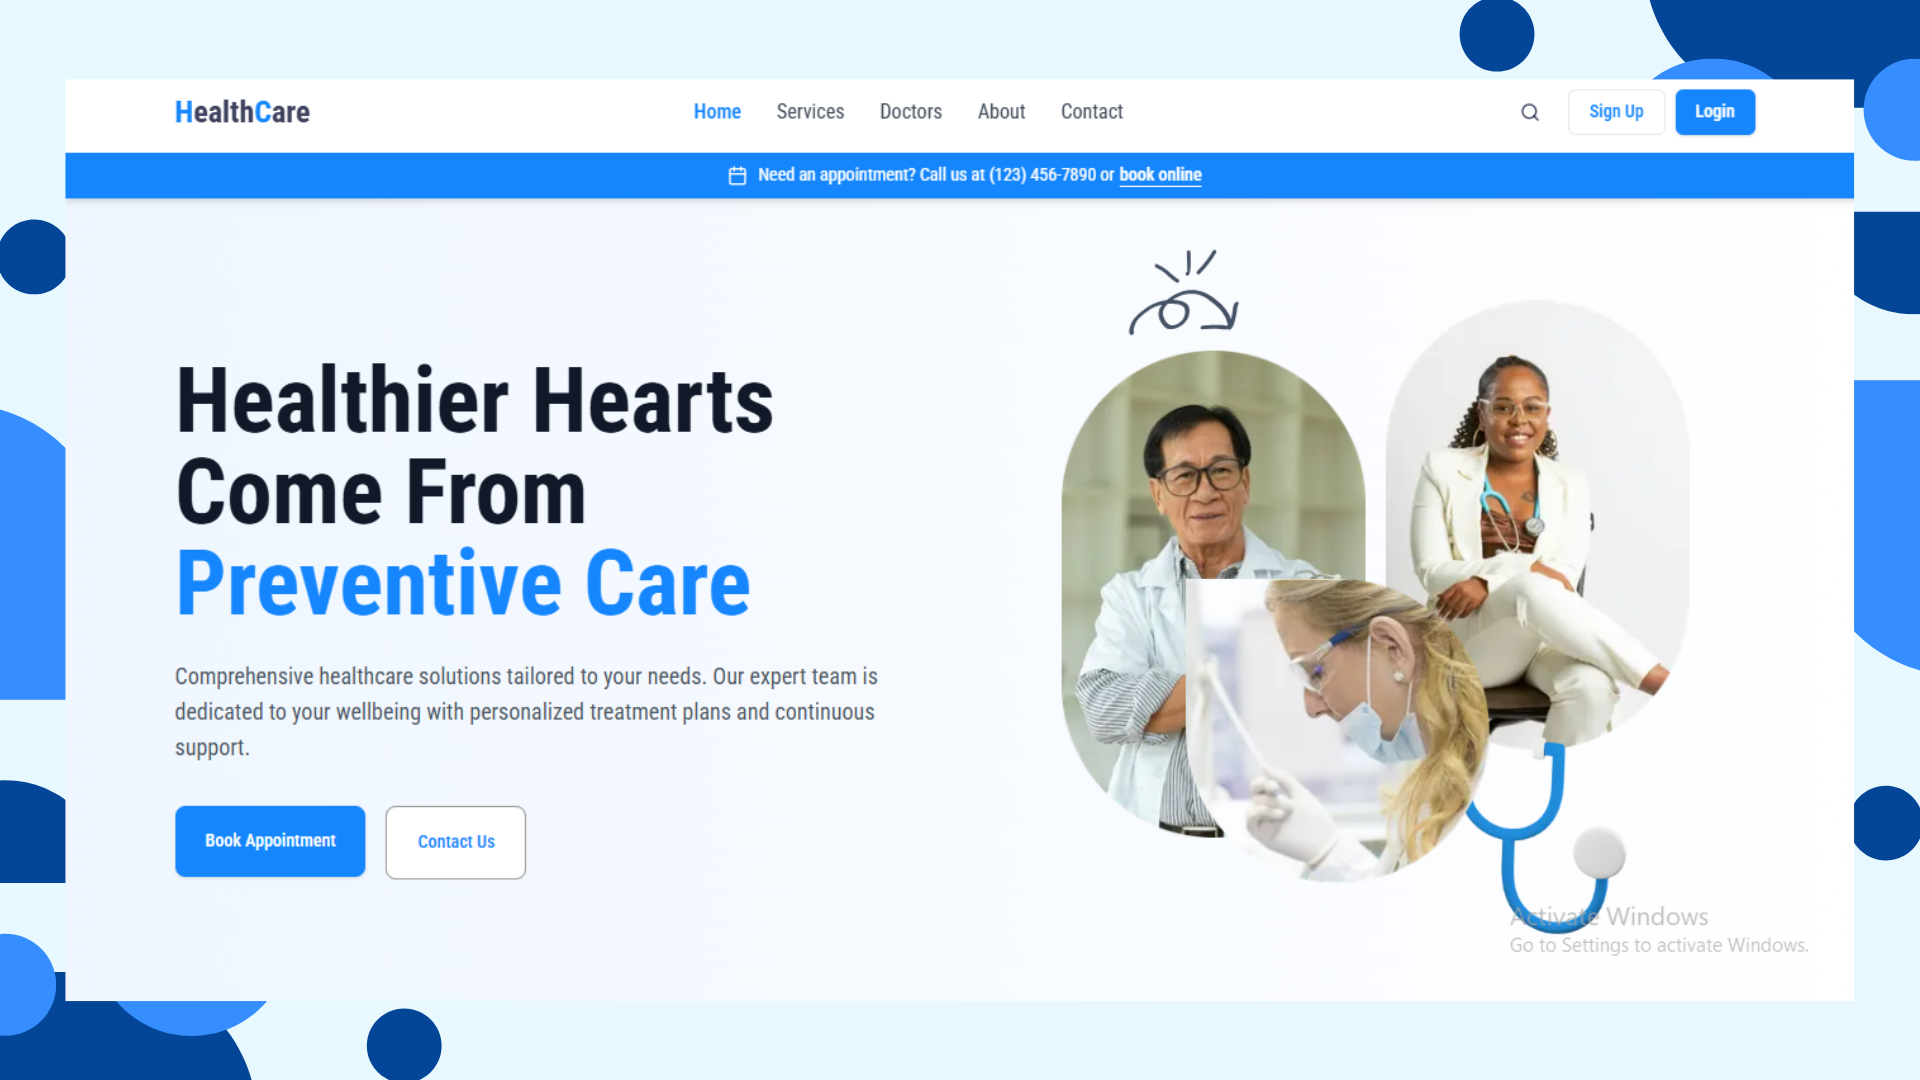 HealthCare
Home Services Doctors About Contact
Sign Up Login
Need an appointment? Call us at (123) 456-7890 or book online
Healthier Hearts
Come From
Preventive Care
Comprehensive healthcare solutions tailored to your needs. Our expert team is
dedicated to your wellbeing with personalized treatment plans and continuous
support.
Book Appointment Contact Us
Activate Windows
Go to Settings to activate Windows.